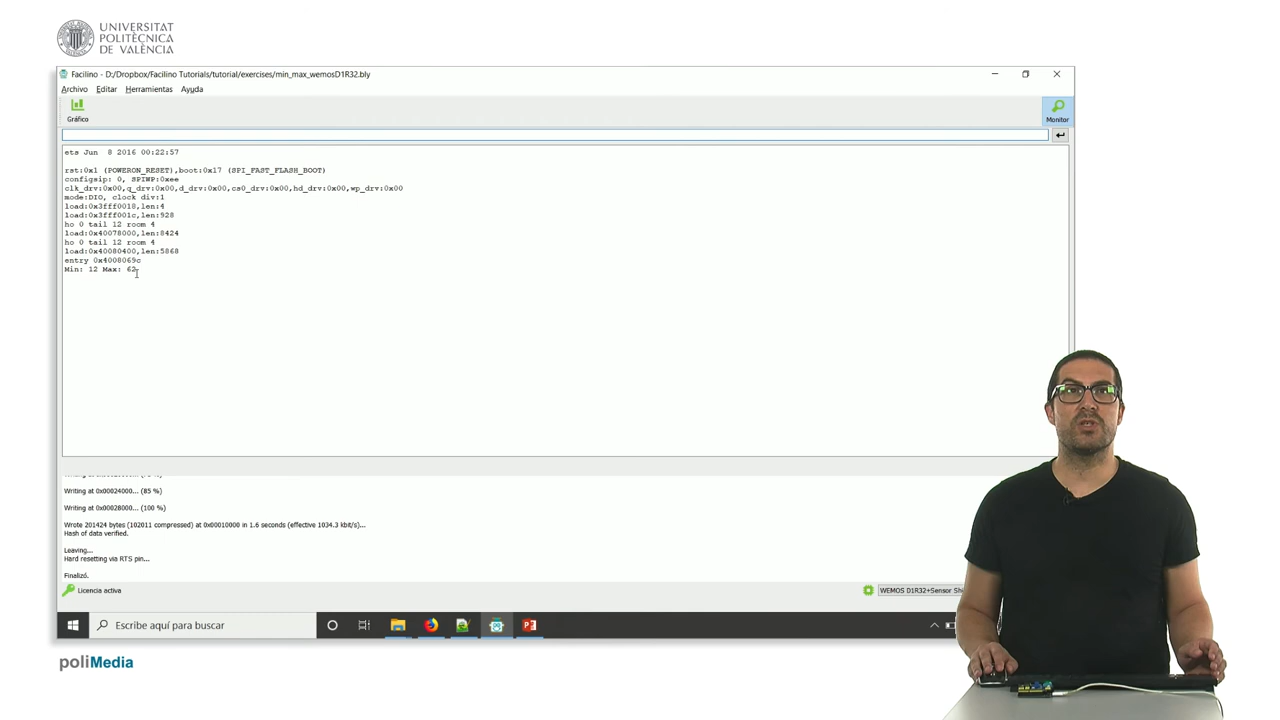 UNIVERSITAT
POLITÈCNICA
DE VALÈNCIA
Facilino - D:/Dropbox/Facilino Tutorials/tutorial/exercises/min_max_wemosD1R32.bly
Archivo Editar Herramientas Ayuda
Gráfico
Monitor
ets Jun 8 2016 00:22:57
rst:0x1 (POWERON_RESET),boot:0x17 (SPI_FAST_FLASH_BOOT)
configsip: 0, SPIWP:0xee
clk_drv:0x00,q_drv:0x00,d_drv:0x00,cs0_drv:0x00,hd_drv:0x00,wp_drv:0x00
mode:DIO, clock div:1
load:0x3fff0018,len:4
load:0x3fff001c,len:928
ho 0 tail 12 room 4
load:0x40078000,len:8424
ho 0 tail 12 room 4
load:0x40080400,len:5868
entry 0x4008069c
Min: 12 Max: 62
Writing at 0x00024000... (85 %)
Writing at 0x00028000... (100 %)
Wrote 201424 bytes (102011 compressed) at 0x00010000 in 1.6 seconds (effective 1034.3 kbit/s)...
Hash of data verified.
Leaving...
Hard resetting via RTS pin...
Finalizó.
Licencia activa
WEMOS D1R32+Sensor
Escribe aquí para buscar
poliMedia